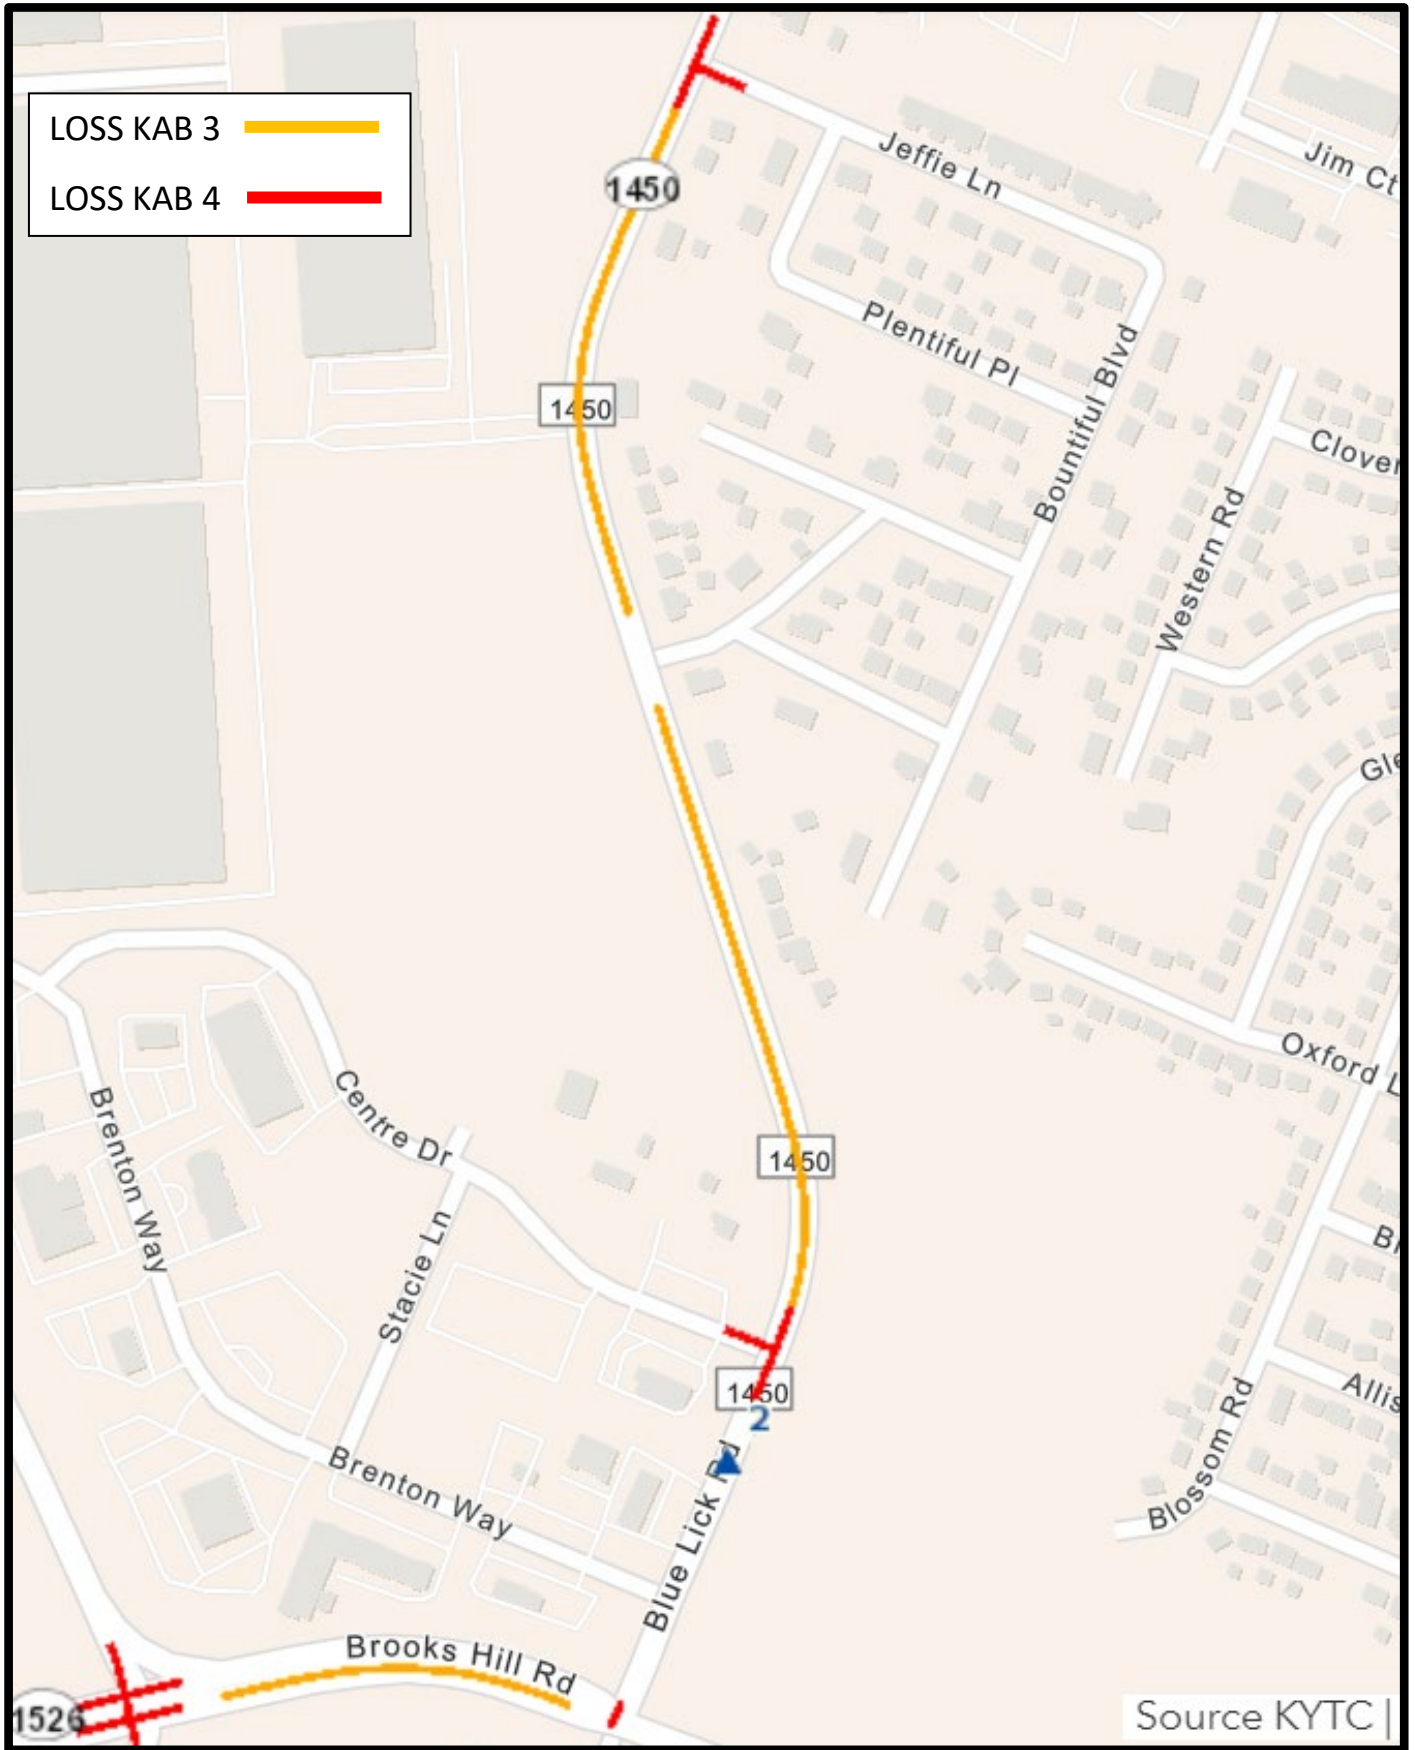 LOSS KAB 3
LOSS KAB 4
1450
Jeffie Ln
Jim Ct
Plentiful Pl
Bountiful Blvd
1450
Clover
Western Rd
Gle
Oxford L
Centre Dr
Brenton Way
1450
Stacie Ln
Br
1450
2
Allis
Blossom Rd
Brenton Way
Blue Lick Rd
Brooks Hill Rd
1526
Source KYTC |